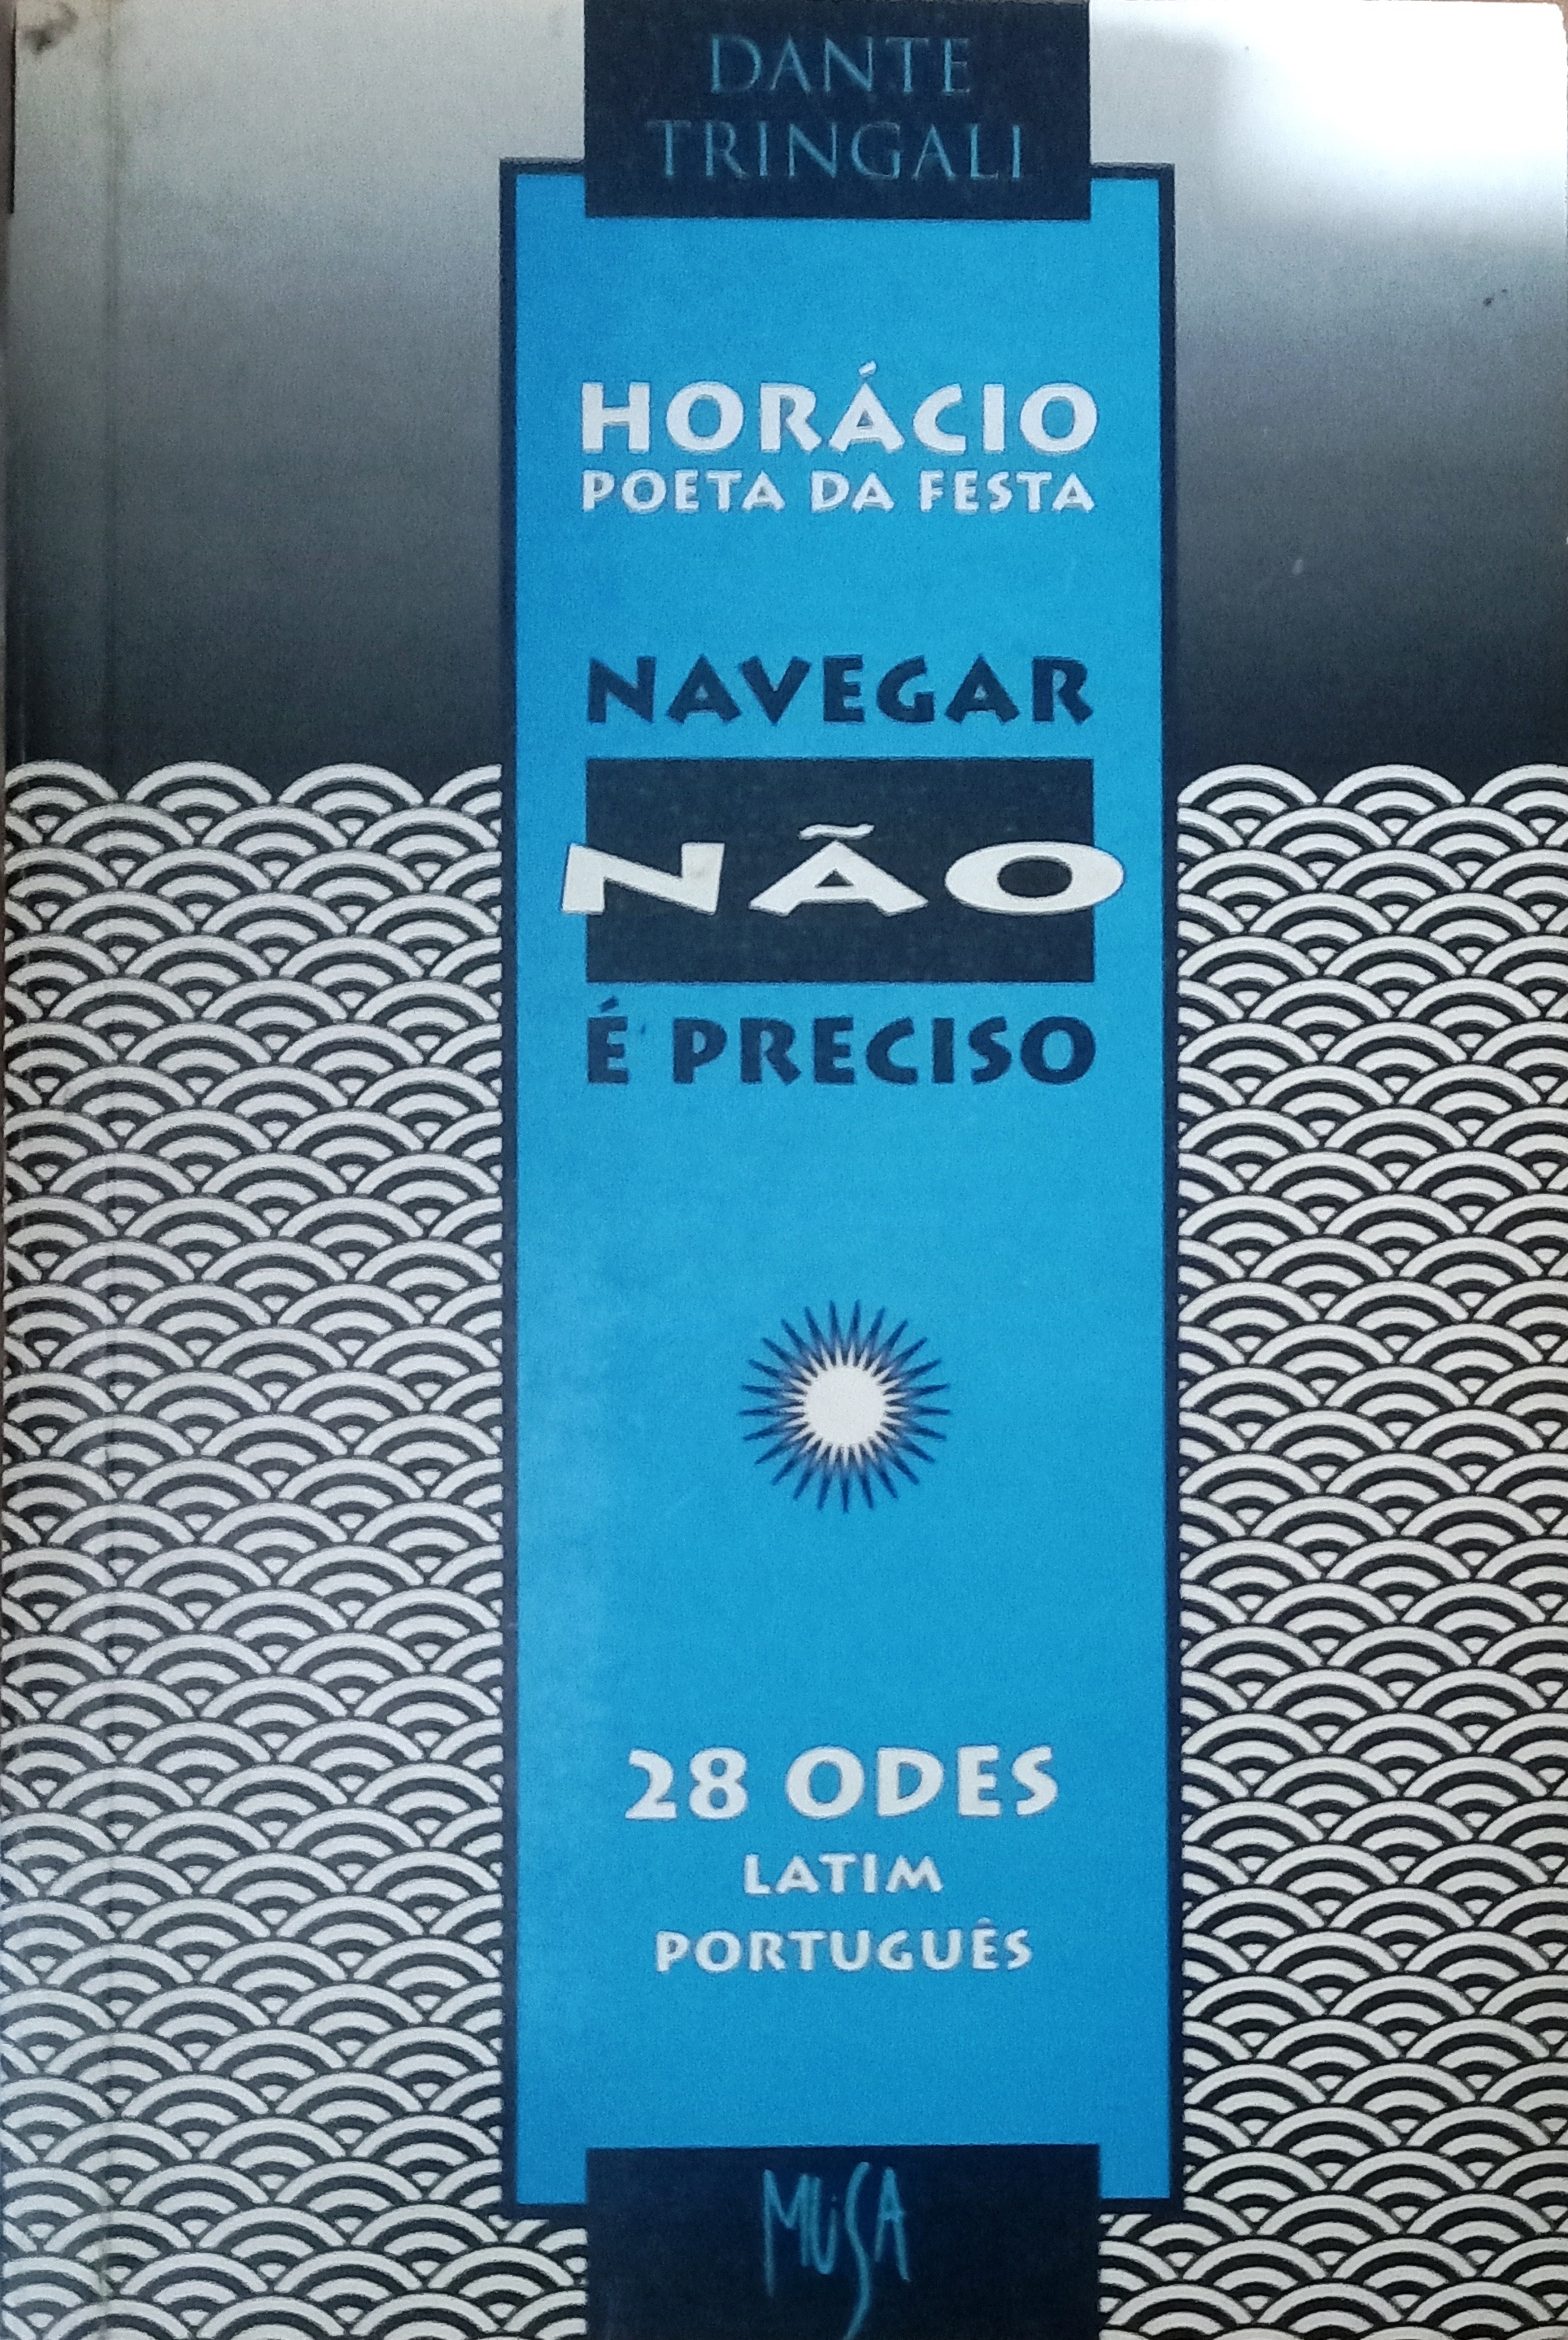 DANTE
TRINGALI
HORÁCIO
POETA DA FESTA
NAVEGAR
NÃO
É PRECISO
28 ODES
LATIM
PORTUGUÊS
MUSA